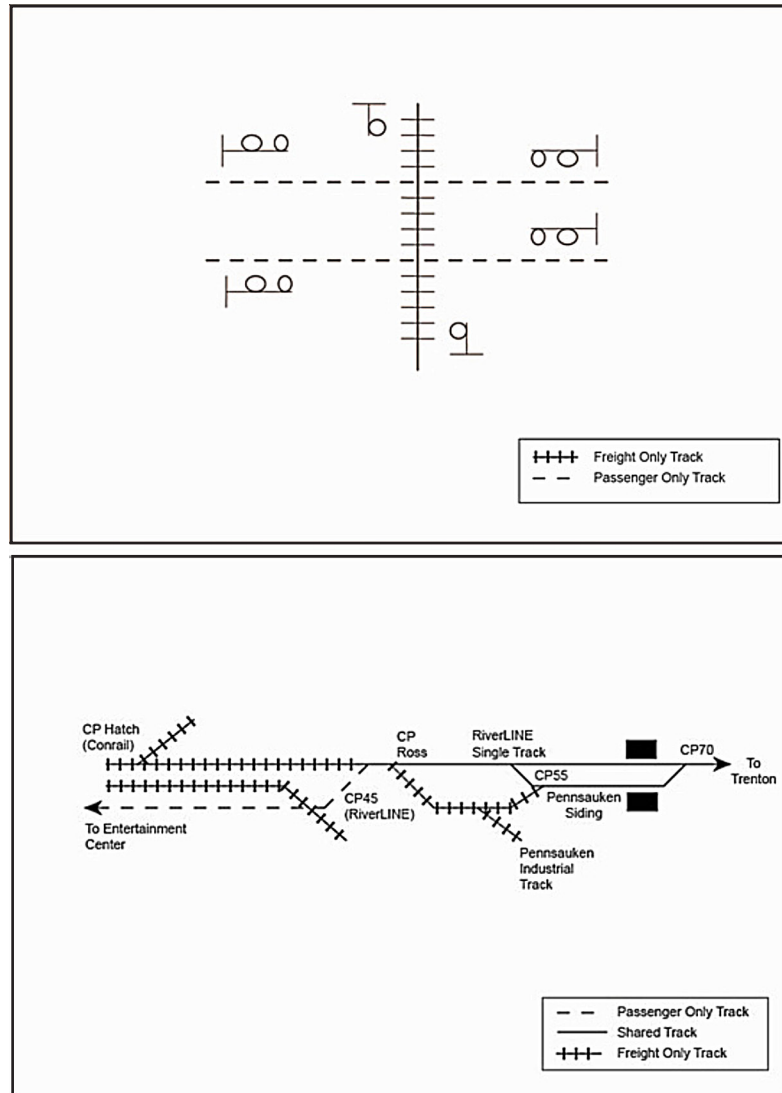 Freight Only Track
Passenger Only Track
CP Hatch
(Conrail)
CP
Ross
RiverLINE
Single Track
CP70
To
Trenton
CP55
CP45
(RiverLINE)
Pennsauken
Siding
To Entertainment
Center
Pennsauken
Industrial
Track
Passenger Only Track
Shared Track
Freight Only Track